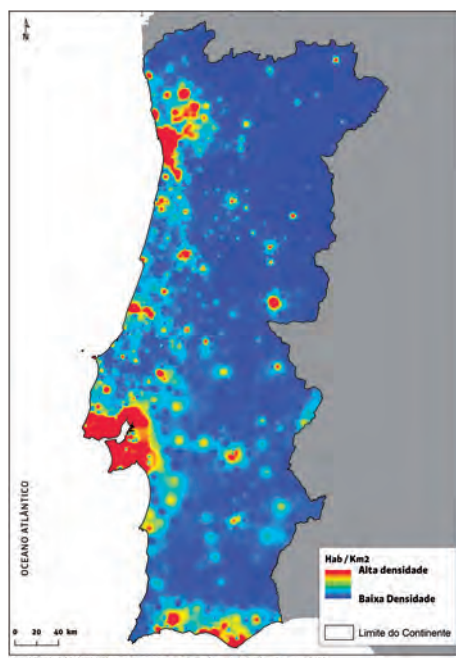 N
OCEANO ATLÂNTICO
Hab / Km2
Alta densidade
Baixa Densidade
Limite do Continente
0 20 40 km